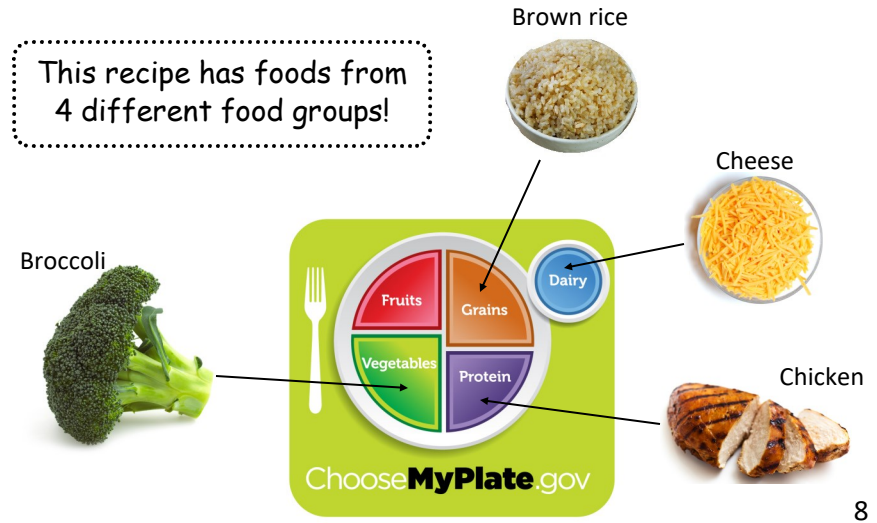 Brown rice
This recipe has foods from
4 different food groups!
Cheese
Broccoli
Fruits
Grains
Dairy
Vegetables
Protein
Chicken
ChooseMyPlate.gov
8